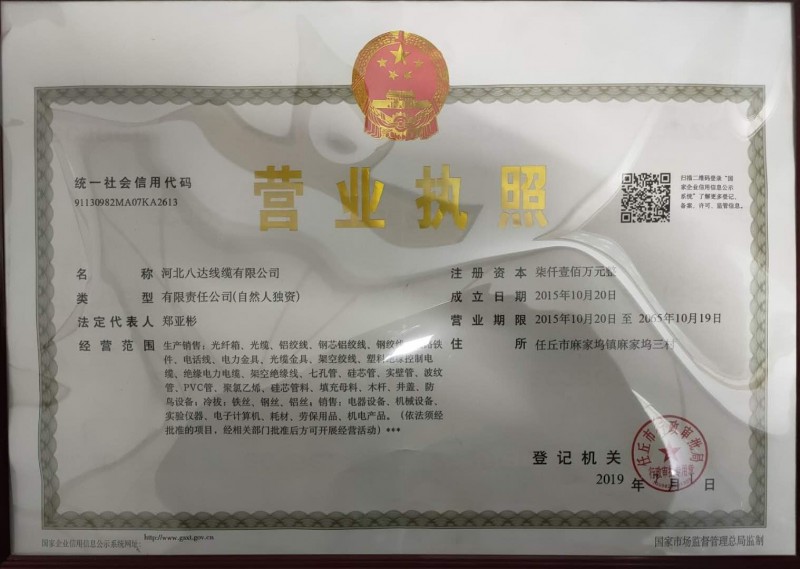 统一社会信用代码
91130982MA07KA2613
营业执照
扫描二维码登录“国
家企业信用信息公示
系统”了解更多登记、
备案、许可、监管信息。
名称 河北八达线缆有限公司
类型 有限责任公司(自然人独资)
法定代表人 郑亚彬
经营范围 生产销售：光纤箱、光缆、铝绞线、钢芯铝绞线、钢绞线、铁
件、电话线、电力金具、光缆金具、架空绞线、塑料绝缘控制电
缆、绝缘电力电缆、架空绝缘线、七孔管、硅芯管、实壁管、波纹
管、PVC管、聚氯乙烯、硅芯管料、填充母料、木杆、井盖、防
鸟设备；冷拔：铁丝、钢丝、铝丝；销售：电器设备、机械设备、
实验仪器、电子计算机、耗材、劳保用品、机电产品。（依法须经
批准的项目，经相关部门批准后方可开展经营活动）***
注册资本 柒仟壹佰万元整
成立日期 2015年10月20日
营业期限 2015年10月20日 至 2065年10月19日
住所 任丘市麻家坞镇麻家坞三村
登记机关
任丘市行政审批局
2019 年 月 日
国家企业信用信息公示系统网址: http://www.gsxt.gov.cn
国家市场监督管理总局监制